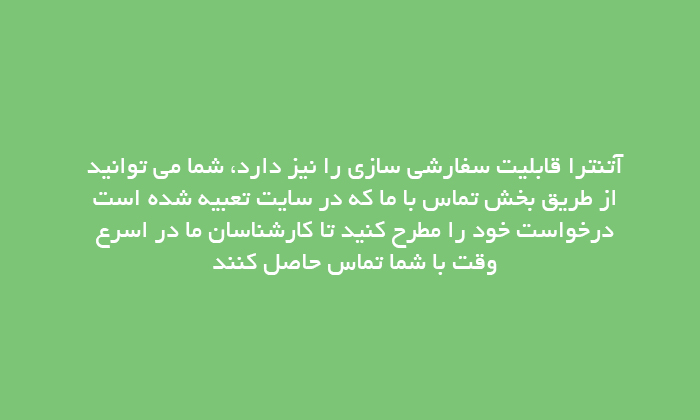 آتنترا قابلیت سفارشی سازی را نیز دارد، شما می توانید
از طریق بخش تماس با ما که در سایت تعبیه شده است
درخواست خود را مطرح کنید تا کارشناسان ما در اسرع
وقت با شما تماس حاصل کنند